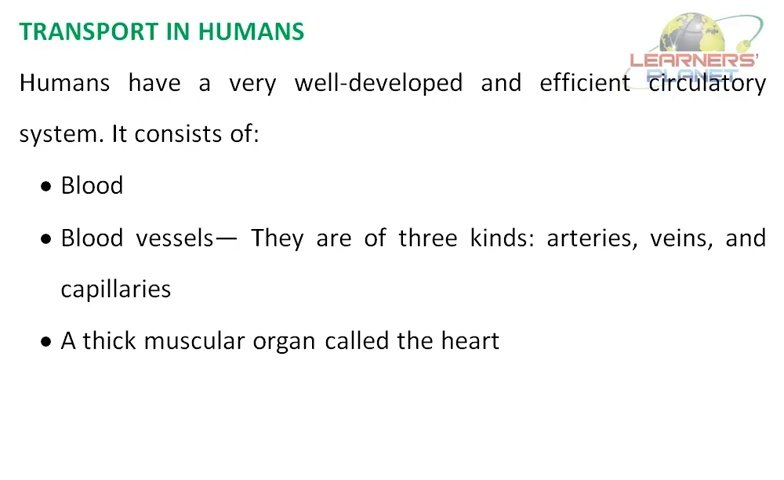 TRANSPORT IN HUMANS
LEARNERS'
PLANET
Humans have a very well-developed and efficient circulatory
system. It consists of:
• Blood
• Blood vessels— They are of three kinds: arteries, veins, and
capillaries
• A thick muscular organ called the heart